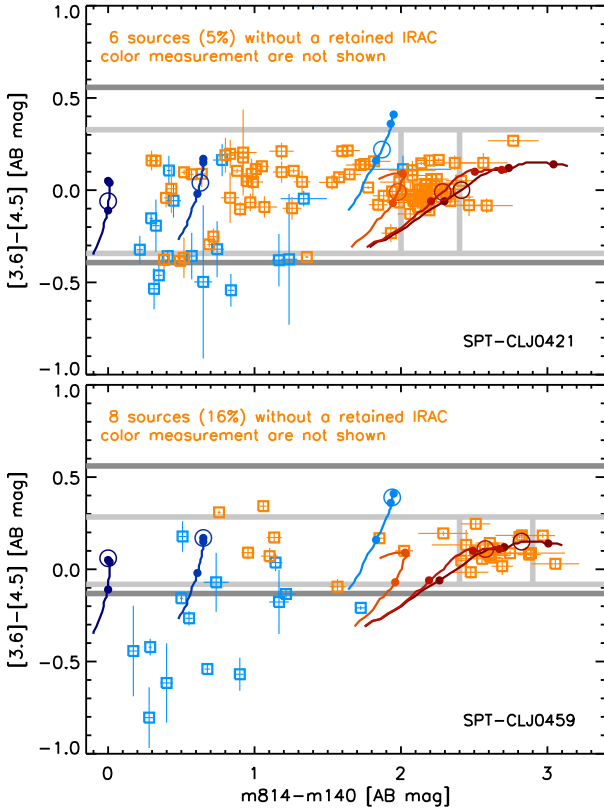 6 sources (5%) without a retained IRAC
color measurement are not shown
1.0
0.5
0.0
−0.5
−1.0
[3.6]−[4.5] [AB mag]
SPT−CLJ0421
8 sources (16%) without a retained IRAC
color measurement are not shown
1.0
0.5
0.0
−0.5
−1.0
[3.6]−[4.5] [AB mag]
SPT−CLJ0459
0 1 2 3
m814−m140 [AB mag]